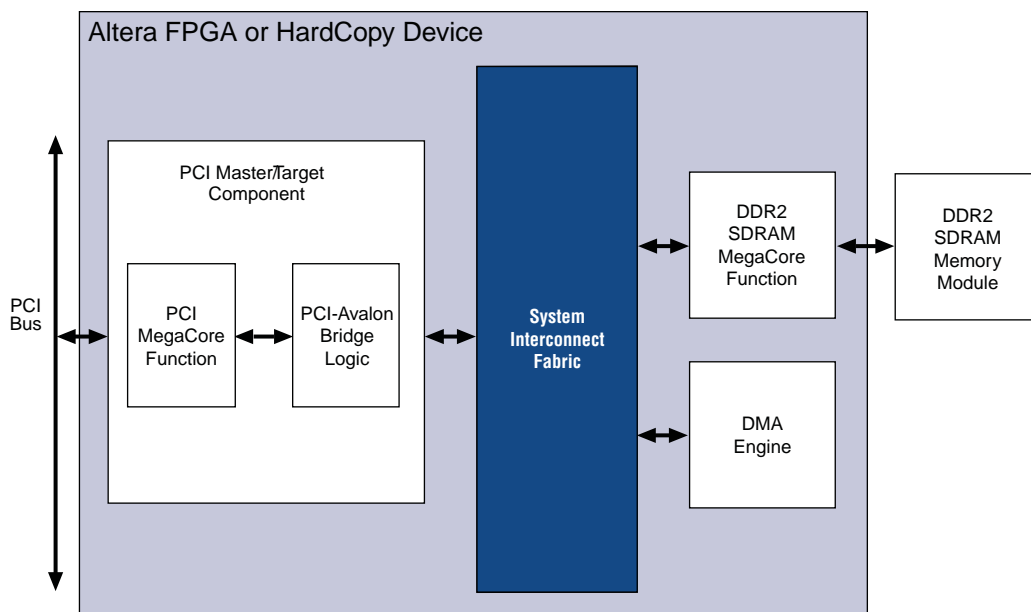 Altera FPGA or HardCopy Device
PCI Master/Target
Component
PCI
Bus
PCI
MegaCore
Function
PCI-Avalon
Bridge
Logic
System
Interconnect
Fabric
DDR2
SDRAM
MegaCore
Function
DDR2
SDRAM
Memory
Module
DMA
Engine